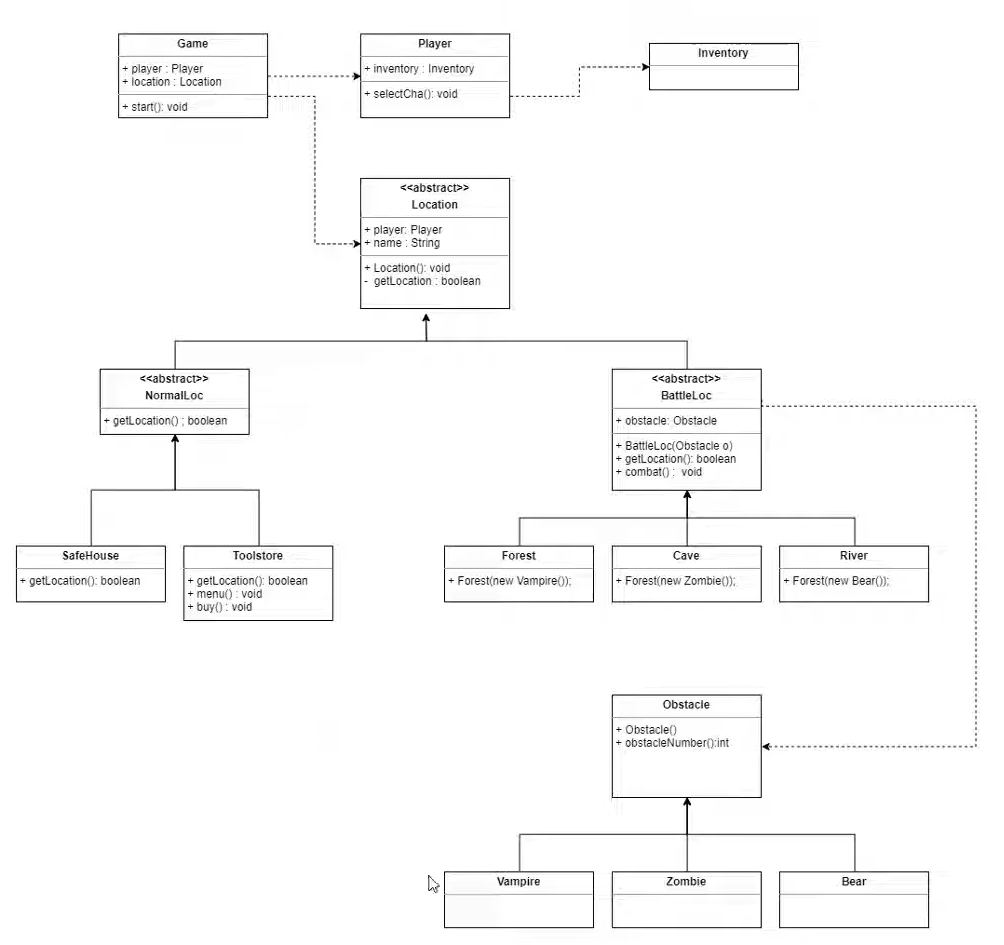 Game
+ player : Player
+ location : Location
+ start(): void
Player
+ inventory : Inventory
+ selectCha(): void
Inventory
<<abstract>>
Location
+ player: Player
+ name : String
+ Location(): void
- getLocation : boolean
<<abstract>>
NormalLoc
+ getLocation() ; boolean
<<abstract>>
BattleLoc
+ obstacle: Obstacle
+ BattleLoc(Obstacle o)
+ getLocation(): boolean
+ combat() : void
SafeHouse
+ getLocation(): boolean
Toolstore
+ getLocation(): boolean
+ menu() : void
+ buy() : void
Forest
+ Forest(new Vampire());
Cave
+ Forest(new Zombie());
River
+ Forest(new Bear());
Obstacle
+ Obstacle()
+ obstacleNumber():int
Vampire
Zombie
Bear